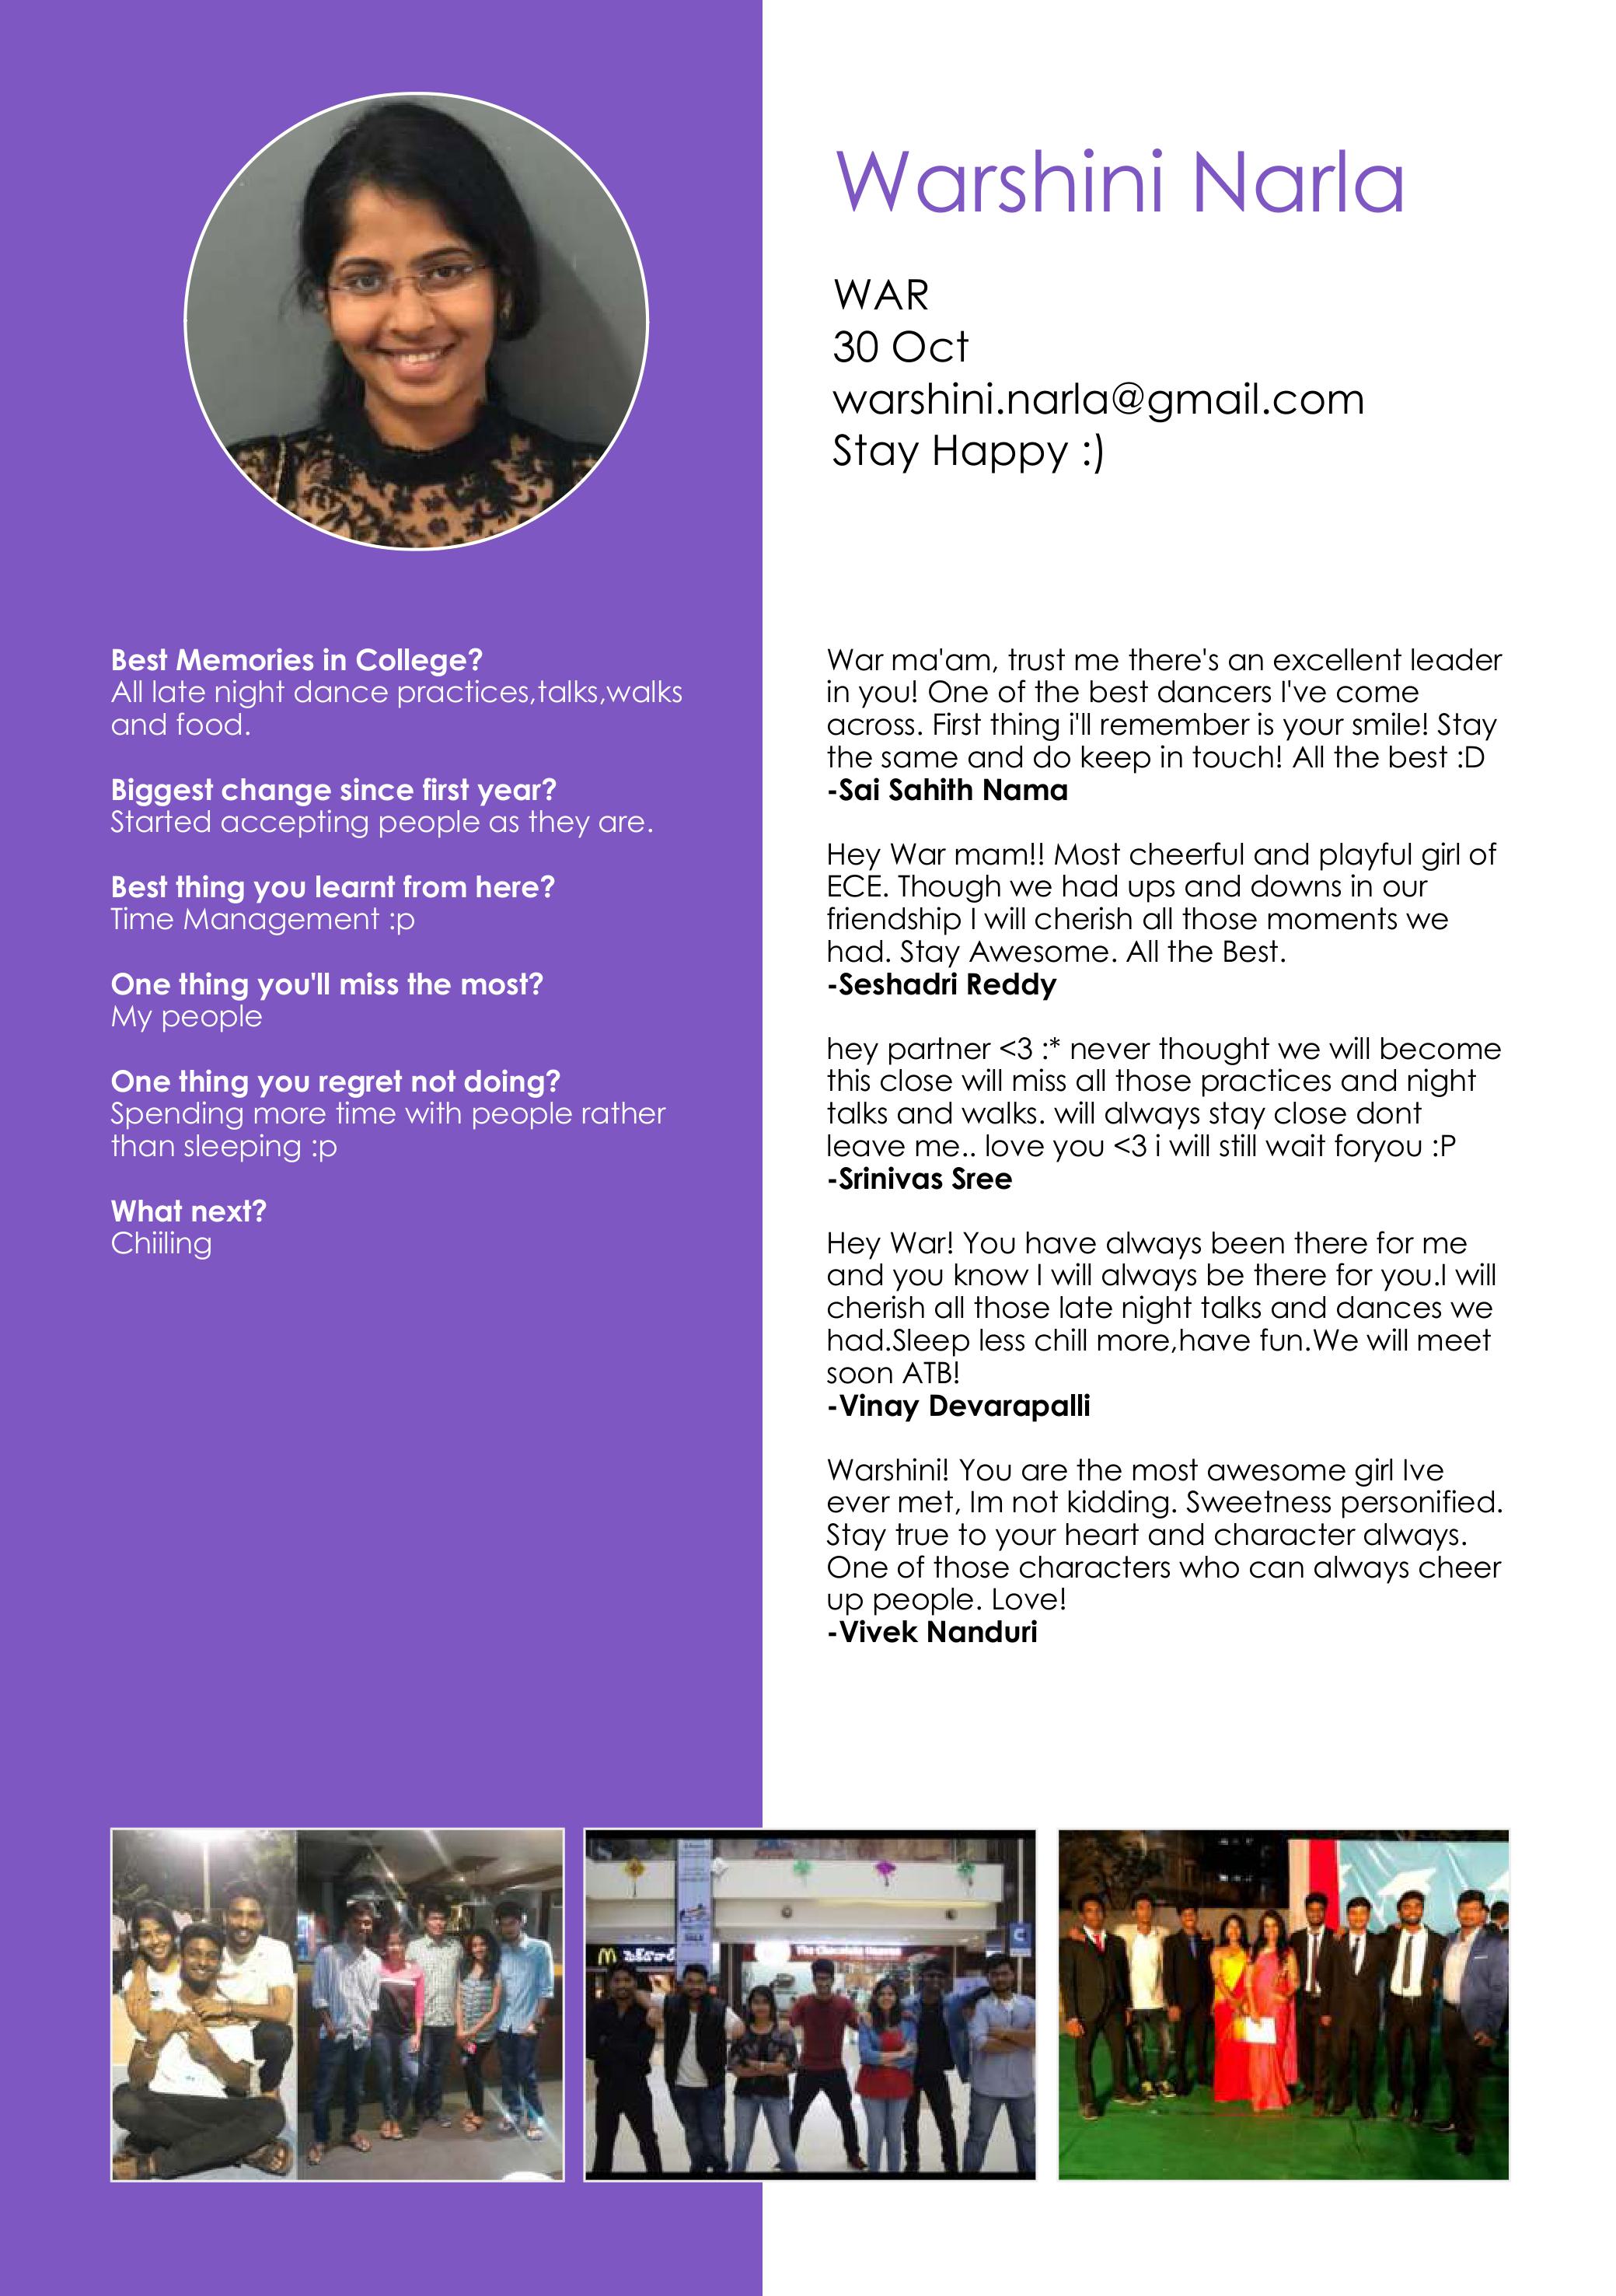 Warshini Narla
WAR
30 Oct
warshini.narla@gmail.com
Stay Happy :)
Best Memories in College?
All late night dance practices,talks,walks
and food.
Biggest change since first year?
Started accepting people as they are.
Best thing you learnt from here?
Time Management :p
One thing you'll miss the most?
My people
One thing you regret not doing?
Spending more time with people rather
than sleeping :p
What next?
Chiiling
War ma'am, trust me there's an excellent leader
in you! One of the best dancers I've come
across. First thing i'll remember is your smile! Stay
the same and do keep in touch! All the best :D
-Sai Sahith Nama
Hey War mam!! Most cheerful and playful girl of
ECE. Though we had ups and downs in our
friendship I will cherish all those moments we
had. Stay Awesome. All the Best.
-Seshadri Reddy
hey partner <3 :* never thought we will become
this close will miss all those practices and night
talks and walks. will always stay close dont
leave me.. love you <3 i will still wait foryou :P
-Srinivas Sree
Hey War! You have always been there for me
and you know I will always be there for you.I will
cherish all those late night talks and dances we
had.Sleep less chill more,have fun.We will meet
soon ATB!
-Vinay Devarapalli
Warshini! You are the most awesome girl Ive
ever met, Im not kidding. Sweetness personified.
Stay true to your heart and character always.
One of those characters who can always cheer
up people. Love!
-Vivek Nanduri
SALE
The Chocolate
C